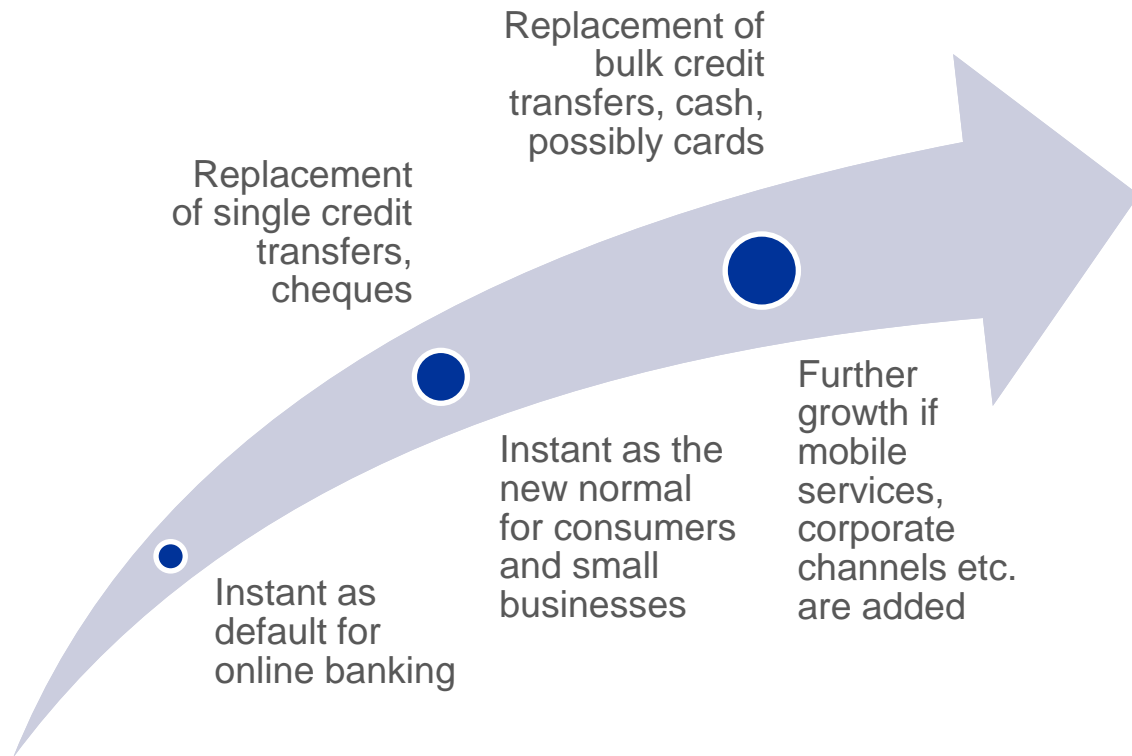 Replacement of
bulk credit
transfers, cash,
possibly cards
Replacement
of single credit
transfers,
cheques
Further
growth if
mobile
services,
corporate
channels etc.
are added
Instant as the
new normal
for consumers
and small
businesses
Instant as
default for
online banking